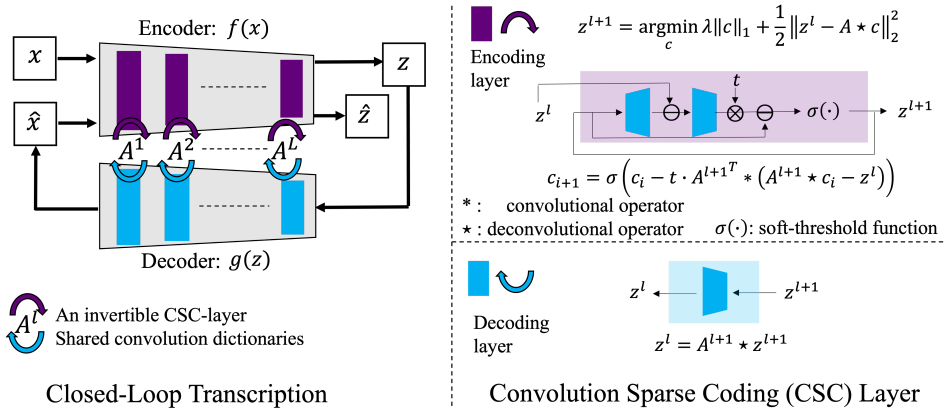 Encoder: f(x)
x
z
x̂
ẑ
A¹ A² A^L
Decoder: g(z)
A^l
An invertible CSC-layer
Shared convolution dictionaries
Closed-Loop Transcription
Encoding
layer
z^{l+1} = argmin_c λ‖c‖₁ + 1/2 ‖z^l − A ⋆ c‖₂²
t
z^l
σ(·)
z^{l+1}
c_{i+1} = σ(c_i − t · A^{l+1^T} * (A^{l+1} ⋆ c_i − z^l))
* : convolutional operator
⋆ : deconvolutional operator σ(·): soft-threshold function
Decoding
layer
z^l z^{l+1}
z^l = A^{l+1} ⋆ z^{l+1}
Convolution Sparse Coding (CSC) Layer